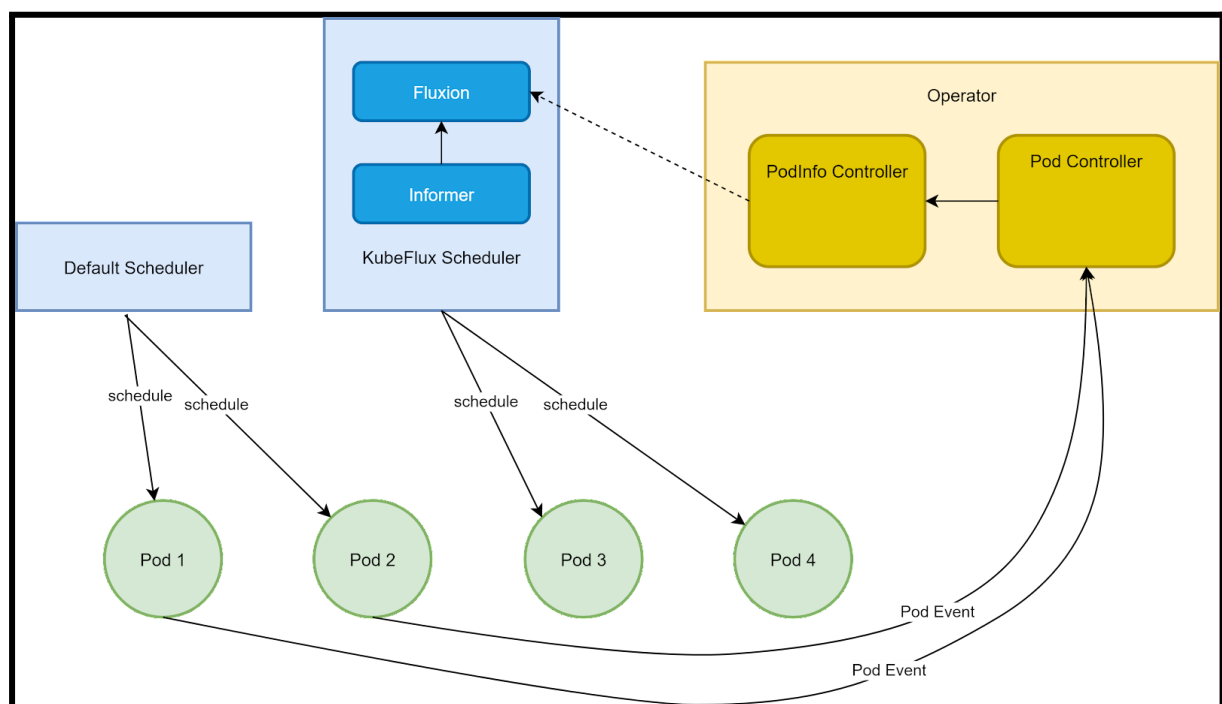 Fluxion
Operator
PodInfo Controller
Pod Controller
Informer
KubeFlux Scheduler
Default Scheduler
schedule
schedule
schedule
schedule
Pod 1
Pod 2
Pod 3
Pod 4
Pod Event
Pod Event